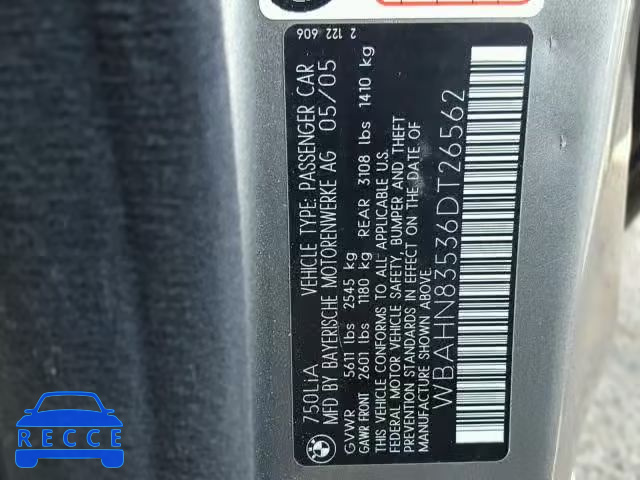 750LiA VEHICLE TYPE: PASSENGER CAR 2 122 606
MFD BY BAYERISCHE MOTORENWERKE AG 05/05
GVWR 5611 lbs 2545 kg
GAWR FRONT 2601 lbs 1180 kg REAR 3108 lbs 1410 kg
THIS VEHICLE CONFORMS TO ALL APPLICABLE U.S.
FEDERAL MOTOR VEHICLE SAFETY, BUMPER AND THEFT
PREVENTION STANDARDS IN EFFECT ON THE DATE OF
MANUFACTURE SHOWN ABOVE.
WBAHN83536DT26562
RECCE